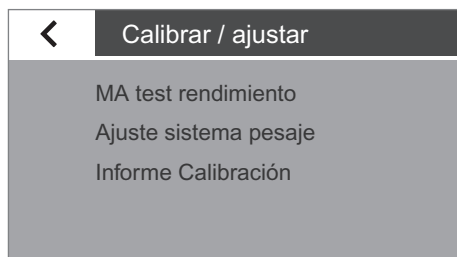 Calibrar / ajustar
MA test rendimiento
Ajuste sistema pesaje
Informe Calibración